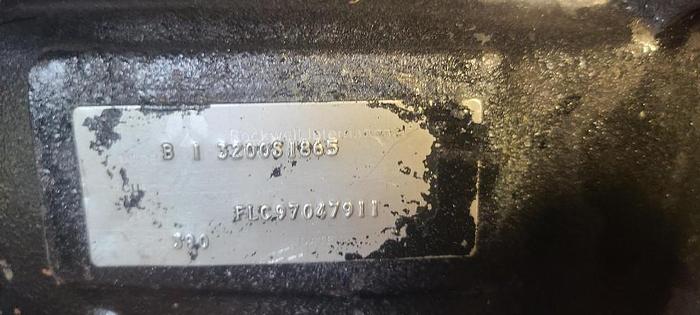 Rockwell International
B 1 3200S1865
FLC97047911
390